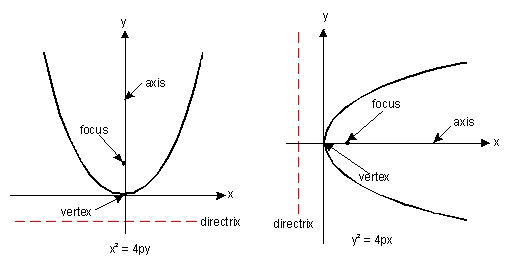 y
axis
focus
x
vertex
directrix
x² = 4py
y
focus
axis
x
vertex
directrix
y² = 4px